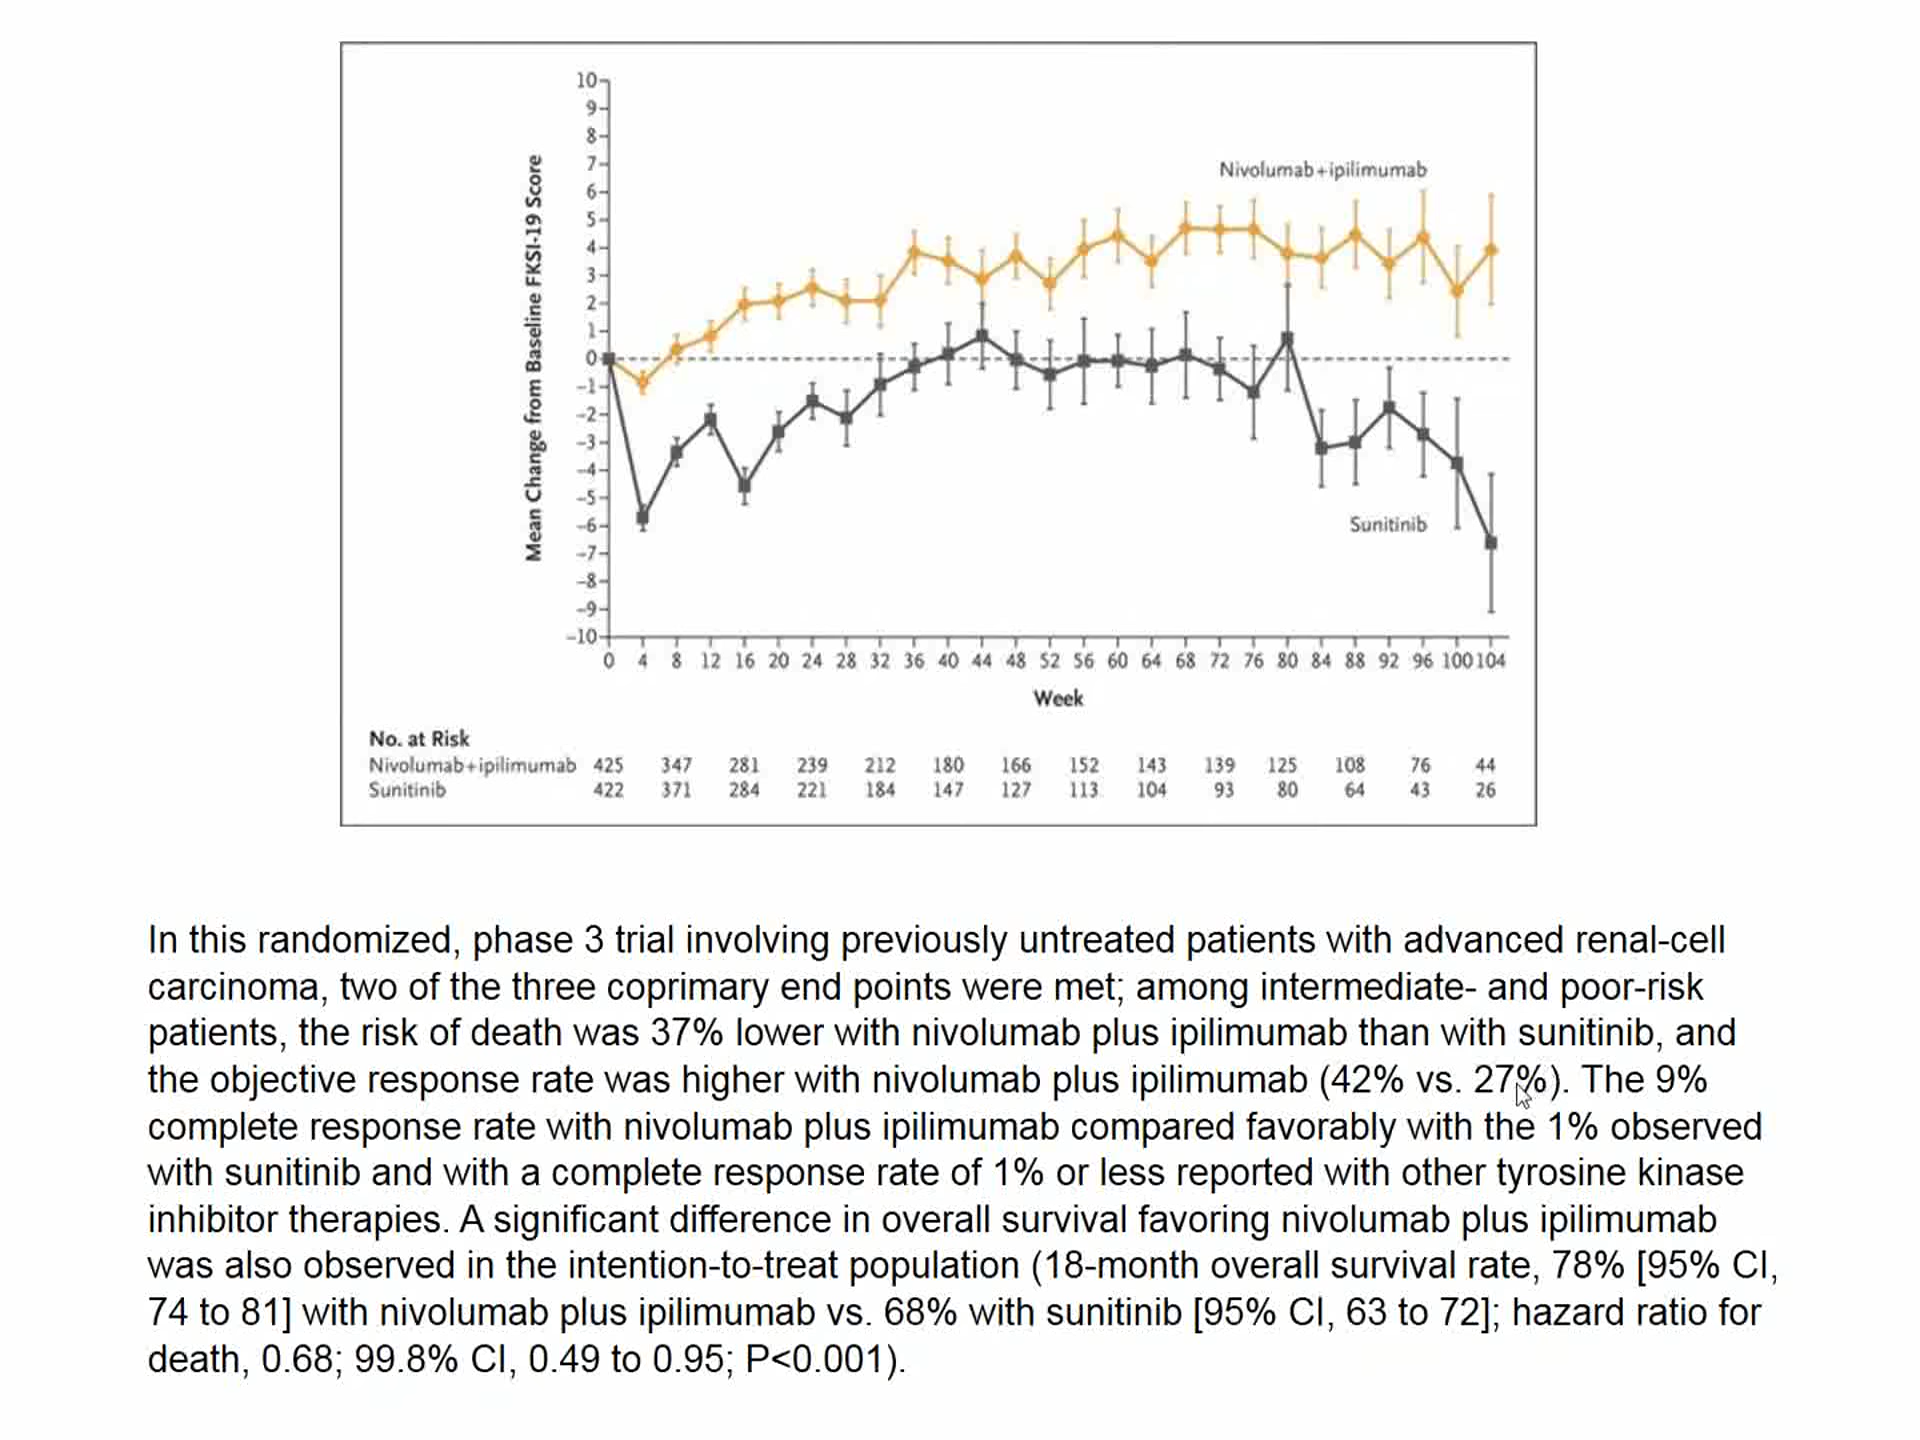 10
9
8
7
6
5
4
3
2
1
0
-1
-2
-3
-4
-5
-6
-7
-8
-9
-10
Mean Change from Baseline FKSI-19 Score
Nivolumab+ipilimumab
Sunitinib
0 4 8 12 16 20 24 28 32 36 40 44 48 52 56 60 64 68 72 76 80 84 88 92 96 100 104
Week
No. at Risk
Nivolumab+ipilimumab 425 347 281 239 212 180 166 152 143 139 125 108 76 44
Sunitinib 422 371 284 221 184 147 127 113 104 93 80 64 43 26
In this randomized, phase 3 trial involving previously untreated patients with advanced renal-cell
carcinoma, two of the three coprimary end points were met; among intermediate- and poor-risk
patients, the risk of death was 37% lower with nivolumab plus ipilimumab than with sunitinib, and
the objective response rate was higher with nivolumab plus ipilimumab (42% vs. 27%). The 9%
complete response rate with nivolumab plus ipilimumab compared favorably with the 1% observed
with sunitinib and with a complete response rate of 1% or less reported with other tyrosine kinase
inhibitor therapies. A significant difference in overall survival favoring nivolumab plus ipilimumab
was also observed in the intention-to-treat population (18-month overall survival rate, 78% [95% CI,
74 to 81] with nivolumab plus ipilimumab vs. 68% with sunitinib [95% CI, 63 to 72]; hazard ratio for
death, 0.68; 99.8% CI, 0.49 to 0.95; P<0.001).